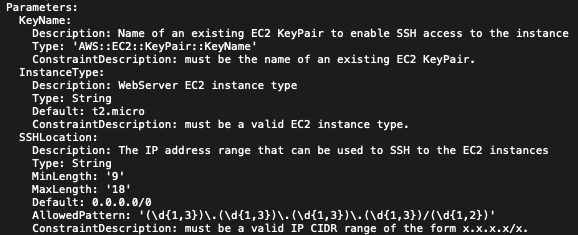 Parameters:
  KeyName:
    Description: Name of an existing EC2 KeyPair to enable SSH access to the instance
    Type: 'AWS::EC2::KeyPair::KeyName'
    ConstraintDescription: must be the name of an existing EC2 KeyPair.
  InstanceType:
    Description: WebServer EC2 instance type
    Type: String
    Default: t2.micro
    ConstraintDescription: must be a valid EC2 instance type.
  SSHLocation:
    Description: The IP address range that can be used to SSH to the EC2 instances
    Type: String
    MinLength: '9'
    MaxLength: '18'
    Default: 0.0.0.0/0
    AllowedPattern: '(\d{1,3})\.(\d{1,3})\.(\d{1,3})\.(\d{1,3})/(\d{1,2})'
    ConstraintDescription: must be a valid IP CIDR range of the form x.x.x.x/x.